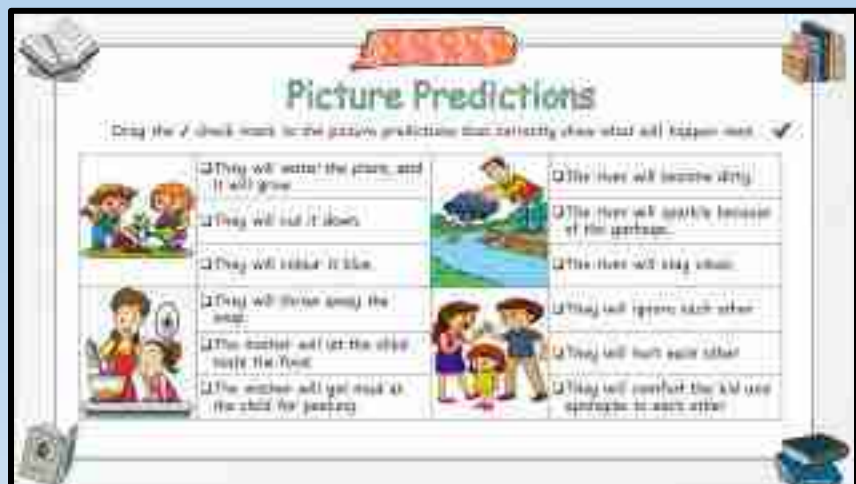 Picture Predictions
Drag the ✓ check mark to the picture predictions that correctly show what will happen next. ✓
❑They will water the plant, and
it will grow.
❑They will cut it down.
❑They will colour it blue.
❑They will throw away the
soup.
❑The mother will let the child
taste the food.
❑The mother will get mad at
the child for peeking.
❑The river will become dirty.
❑The river will sparkle because
of the garbage.
❑The river will stay clean.
❑They will ignore each other.
❑They will hurt each other.
❑They will comfort the kid and
apologize to each other.